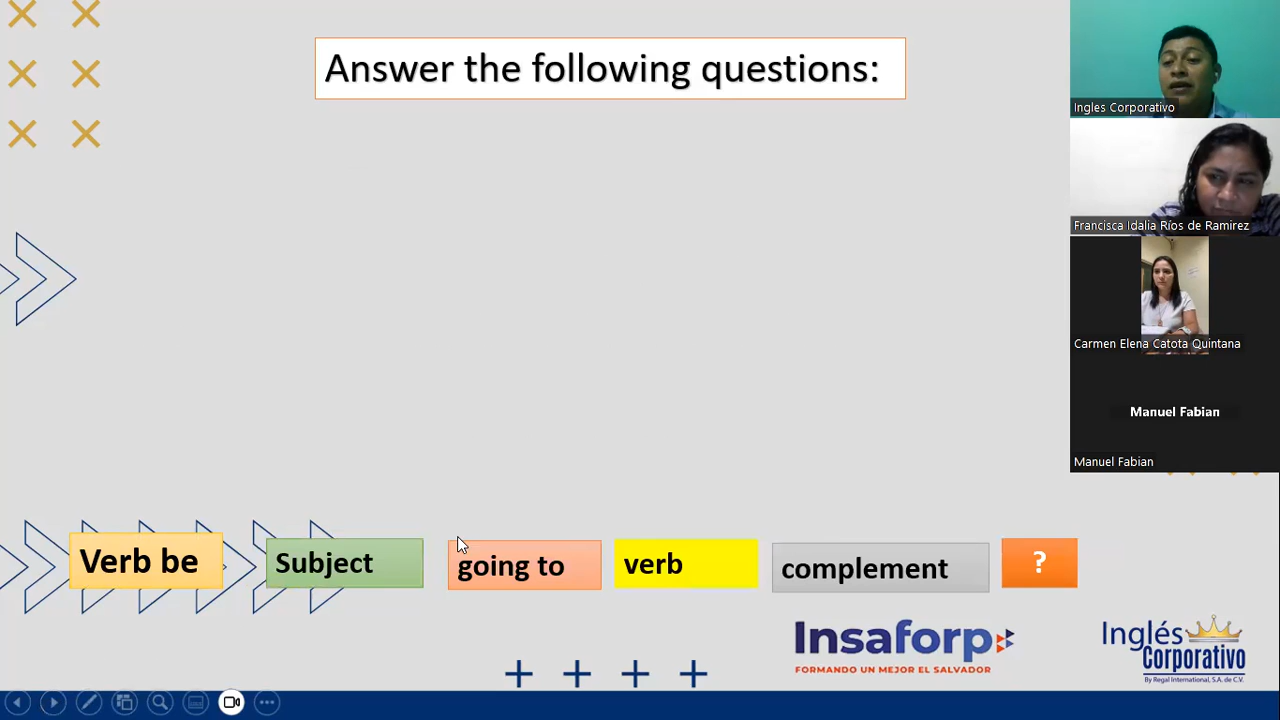 Answer the following questions:
Ingles Corporativo
Francisca Idalia Ríos de Ramirez
Carmen Elena Catota Quintana
Manuel Fabian
Manuel Fabian
Verb be Subject going to verb complement ?
Insaforp
FORMANDO UN MEJOR EL SALVADOR
Inglés
Corporativo
By Regal International, S.A. de C.V.